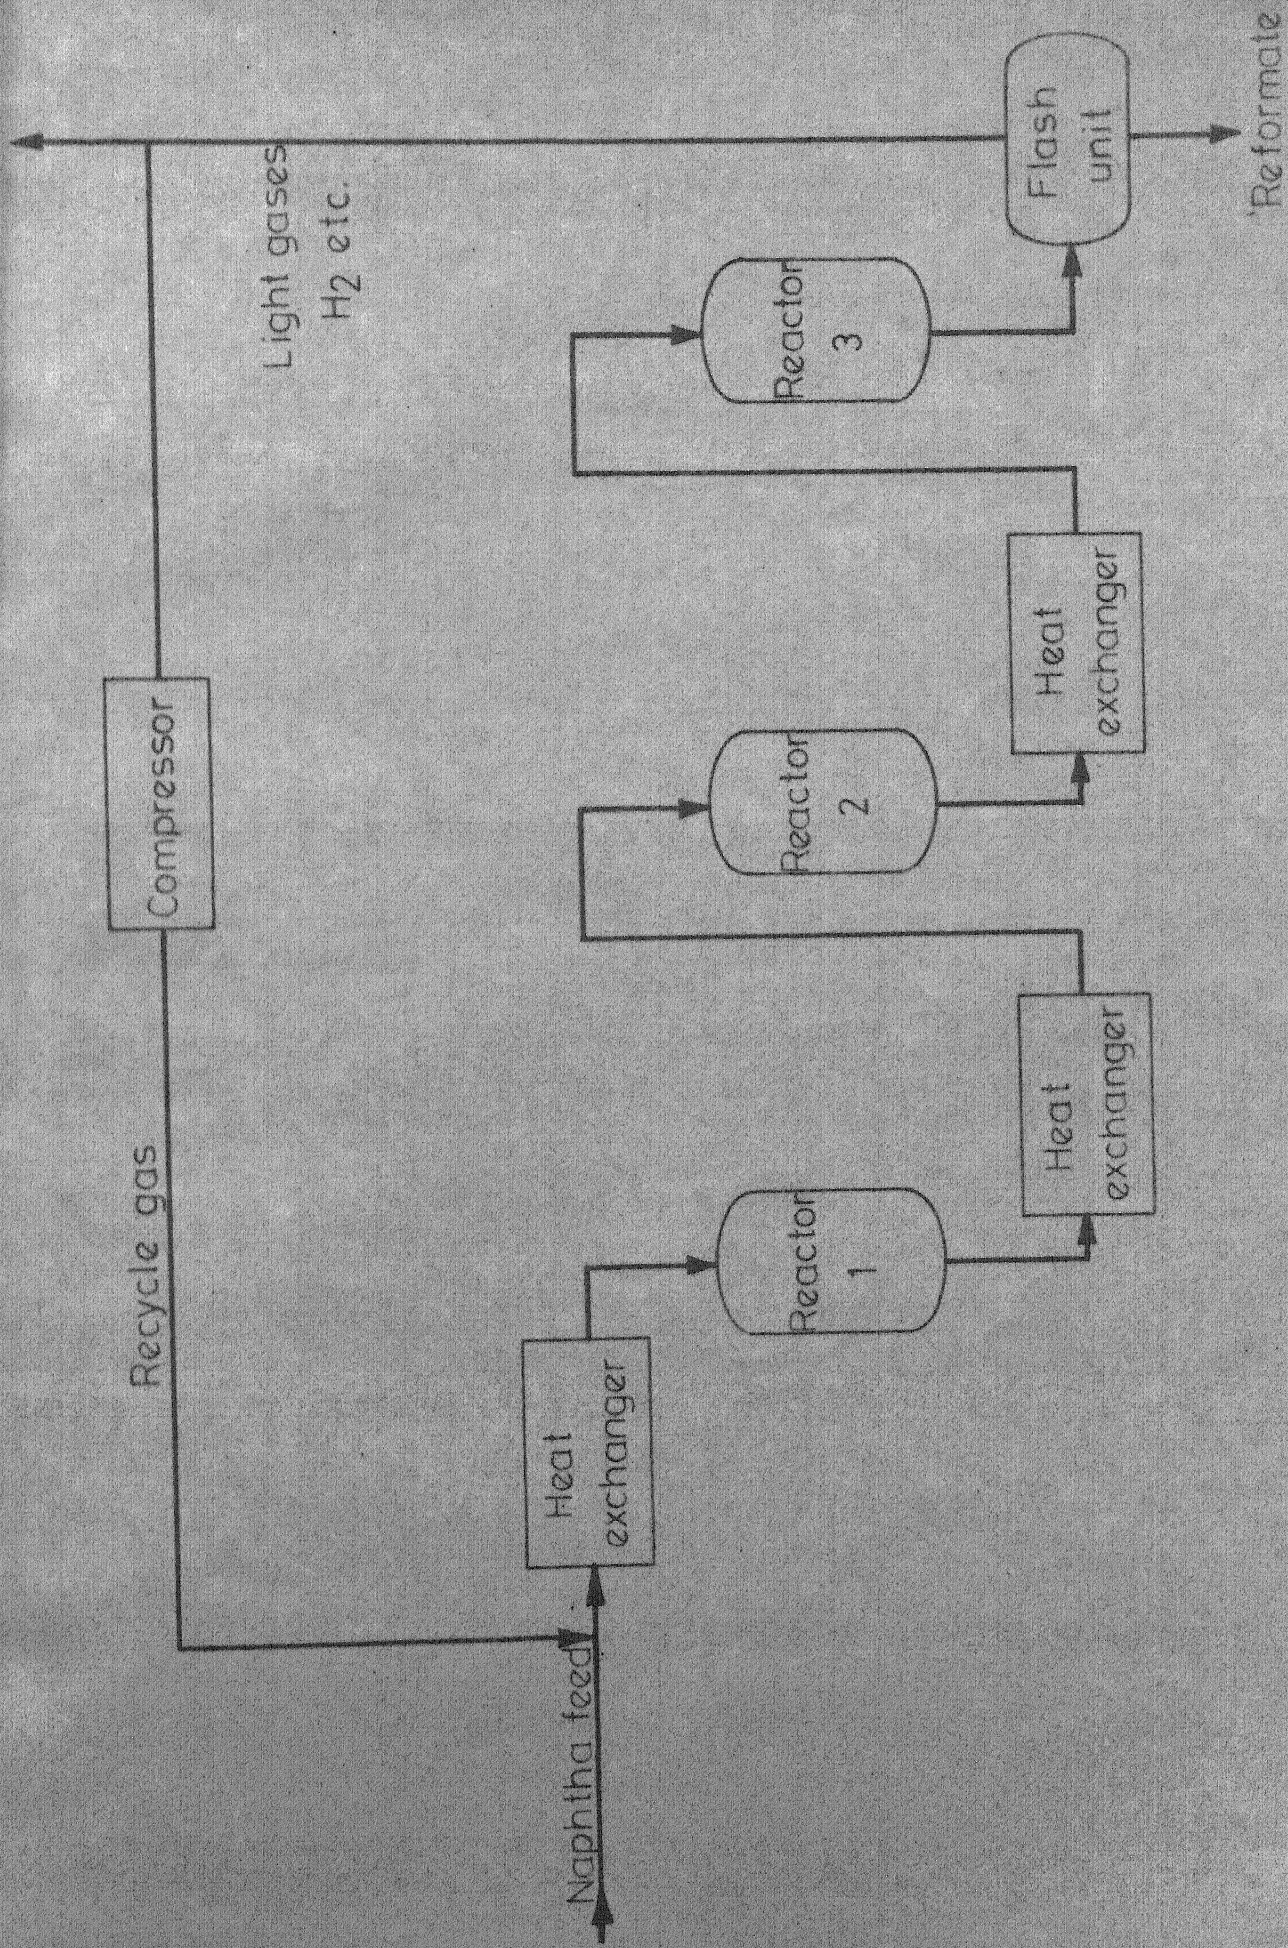 Recycle gas
Compressor
Light gases
H2 etc.
Naphtha feed
Heat
exchanger
Reactor
1
Heat
exchanger
Reactor
2
Heat
exchanger
Reactor
3
Flash
unit
'Reformate